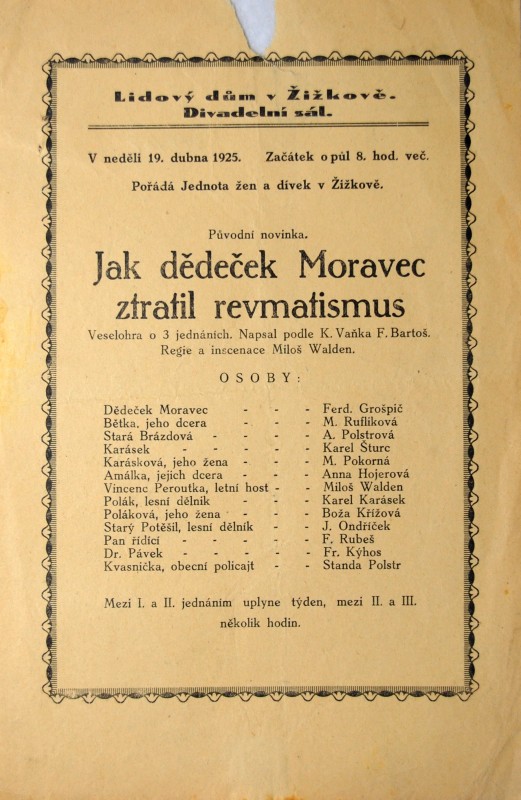 Lidový dům v Žižkově.
Divadelní sál.
V neděli 19. dubna 1925. Začátek o půl 8. hod. več.
Pořádá Jednota žen a dívek v Žižkově.
Původní novinka.
Jak dědeček Moravec
ztratil revmatismus
Veselohra o 3 jednáních. Napsal podle K. Vaňka F. Bartoš.
Regie a inscenace Miloš Walden.
OSOBY:
Dědeček Moravec - - - Ferd. Grošpič
Bětka, jeho dcera - - - M. Ruflíková
Stará Brázdová - - - - A. Polstrová
Karásek - - - - - Karel Šturc
Karásková, jeho žena - - - M. Pokorná
Amálka, jejich dcera - - - Anna Hojerová
Vincenc Peroutka, letní host - - Miloš Walden
Polák, lesní dělník - - - Karel Karásek
Poláková, jeho žena - - - Boža Křížová
Starý Potěšil, lesní dělník - - J. Ondříček
Pan řídící - - - - - F. Rubeš
Dr. Pávek - - - - - Fr. Kýhos
Kvasnička, obecní policajt - - Standa Polstr
Mezi I. a II. jednáním uplyne týden, mezi II. a III.
několik hodin.